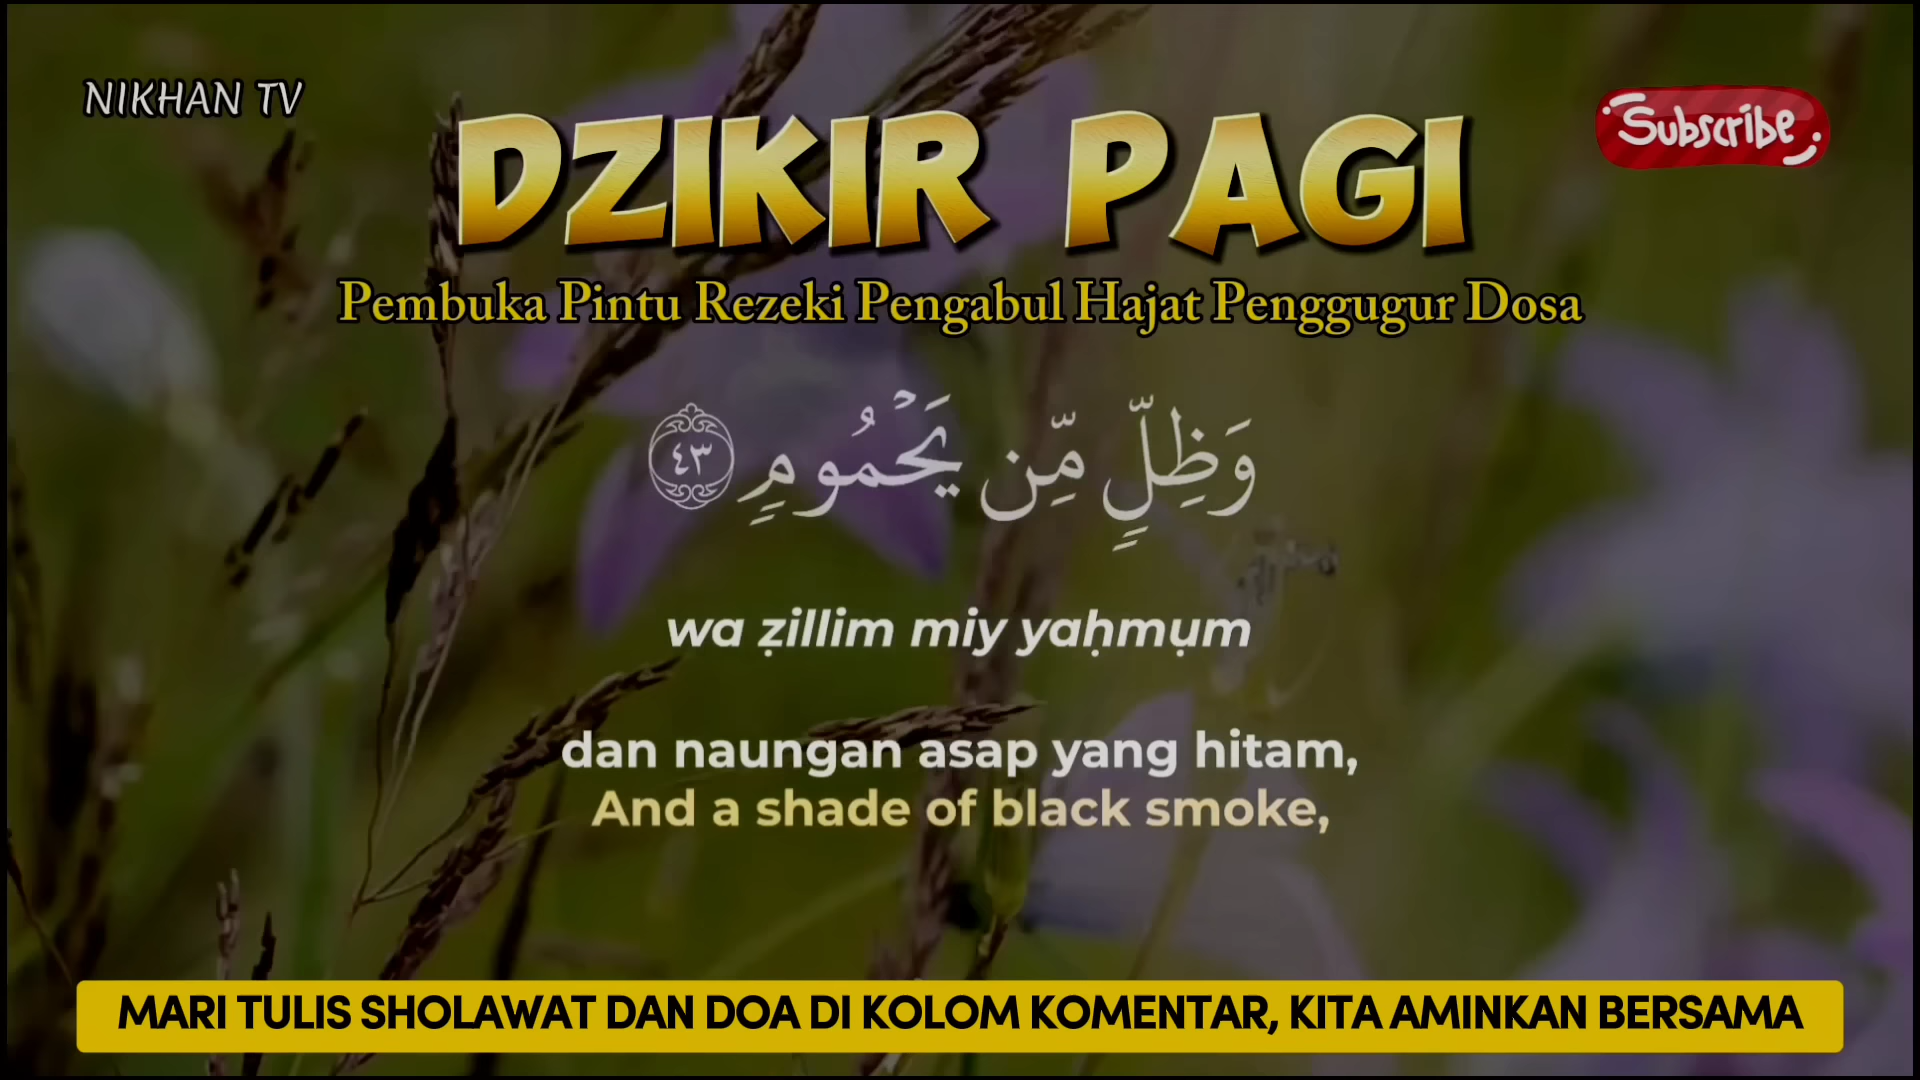 NIKHAN TV
Subscribe
DZIKIR PAGI
Pembuka Pintu Rezeki Pengabul Hajat Penggugur Dosa
وَظِلٍّ مِّن يَحْمُومٍ ٤٣
wa ẓillim miy yaḥmụm
dan naungan asap yang hitam,
And a shade of black smoke,
MARI TULIS SHOLAWAT DAN DOA DI KOLOM KOMENTAR, KITA AMINKAN BERSAMA